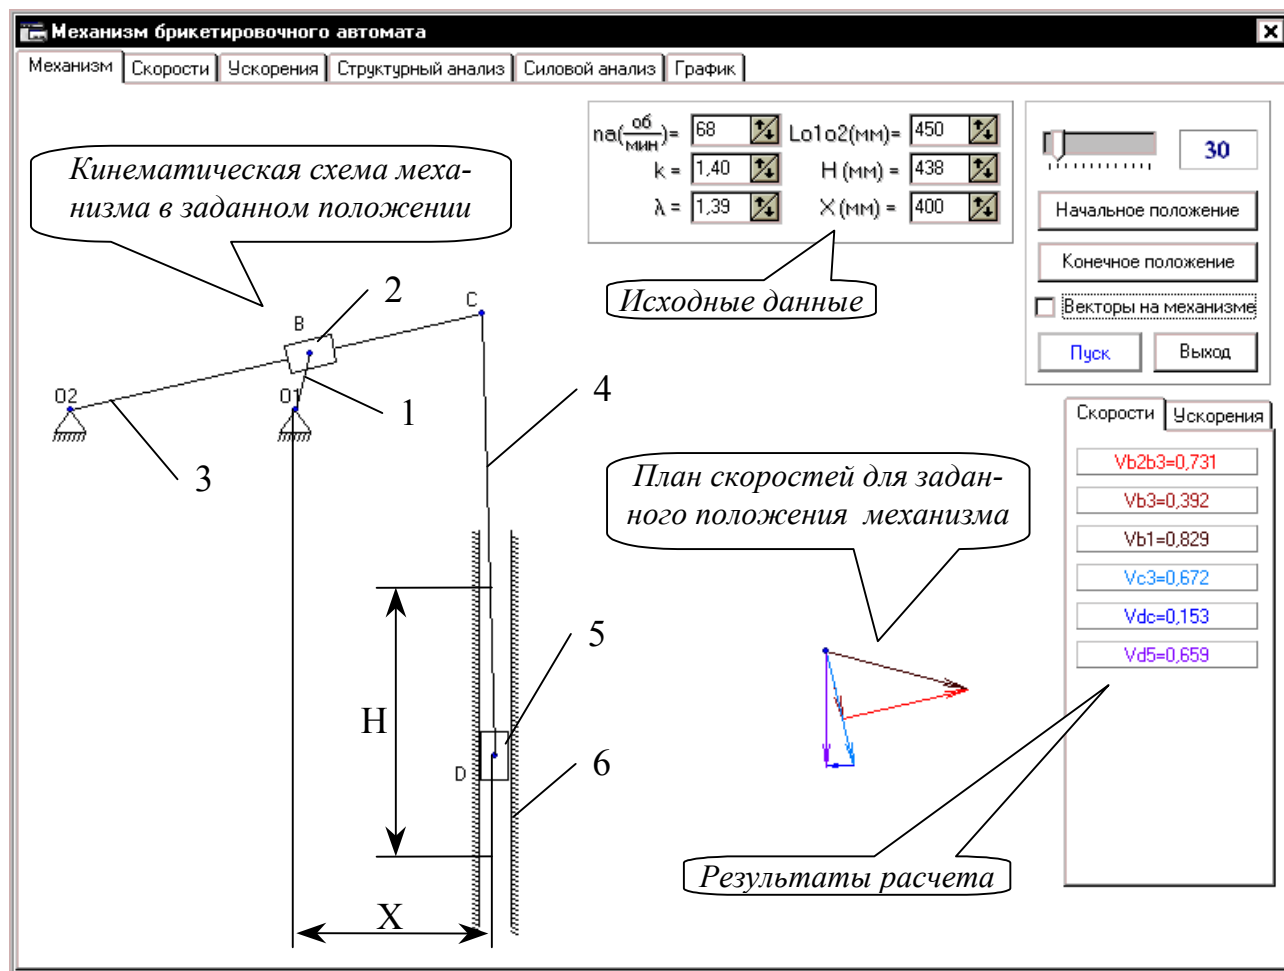 Механизм брикетировочного автомата
Механизм Скорости Ускорения Структурный анализ Силовой анализ График
na(об/мин)= 68 Lo1o2(мм)= 450
k = 1,40 H (мм) = 438
λ = 1,39 X (мм) = 400
30
Начальное положение
Конечное положение
Векторы на механизме
Пуск Выход
Кинематическая схема меха-
низма в заданном положении
Исходные данные
2
C
B
O2
O1
1
3
4
Скорости Ускорения
Vb2b3=0,731
Vb3=0,392
Vb1=0,829
Vc3=0,672
Vdc=0,153
Vd5=0,659
План скоростей для задан-
ного положения механизма
5
H
D
6
X
Результаты расчета